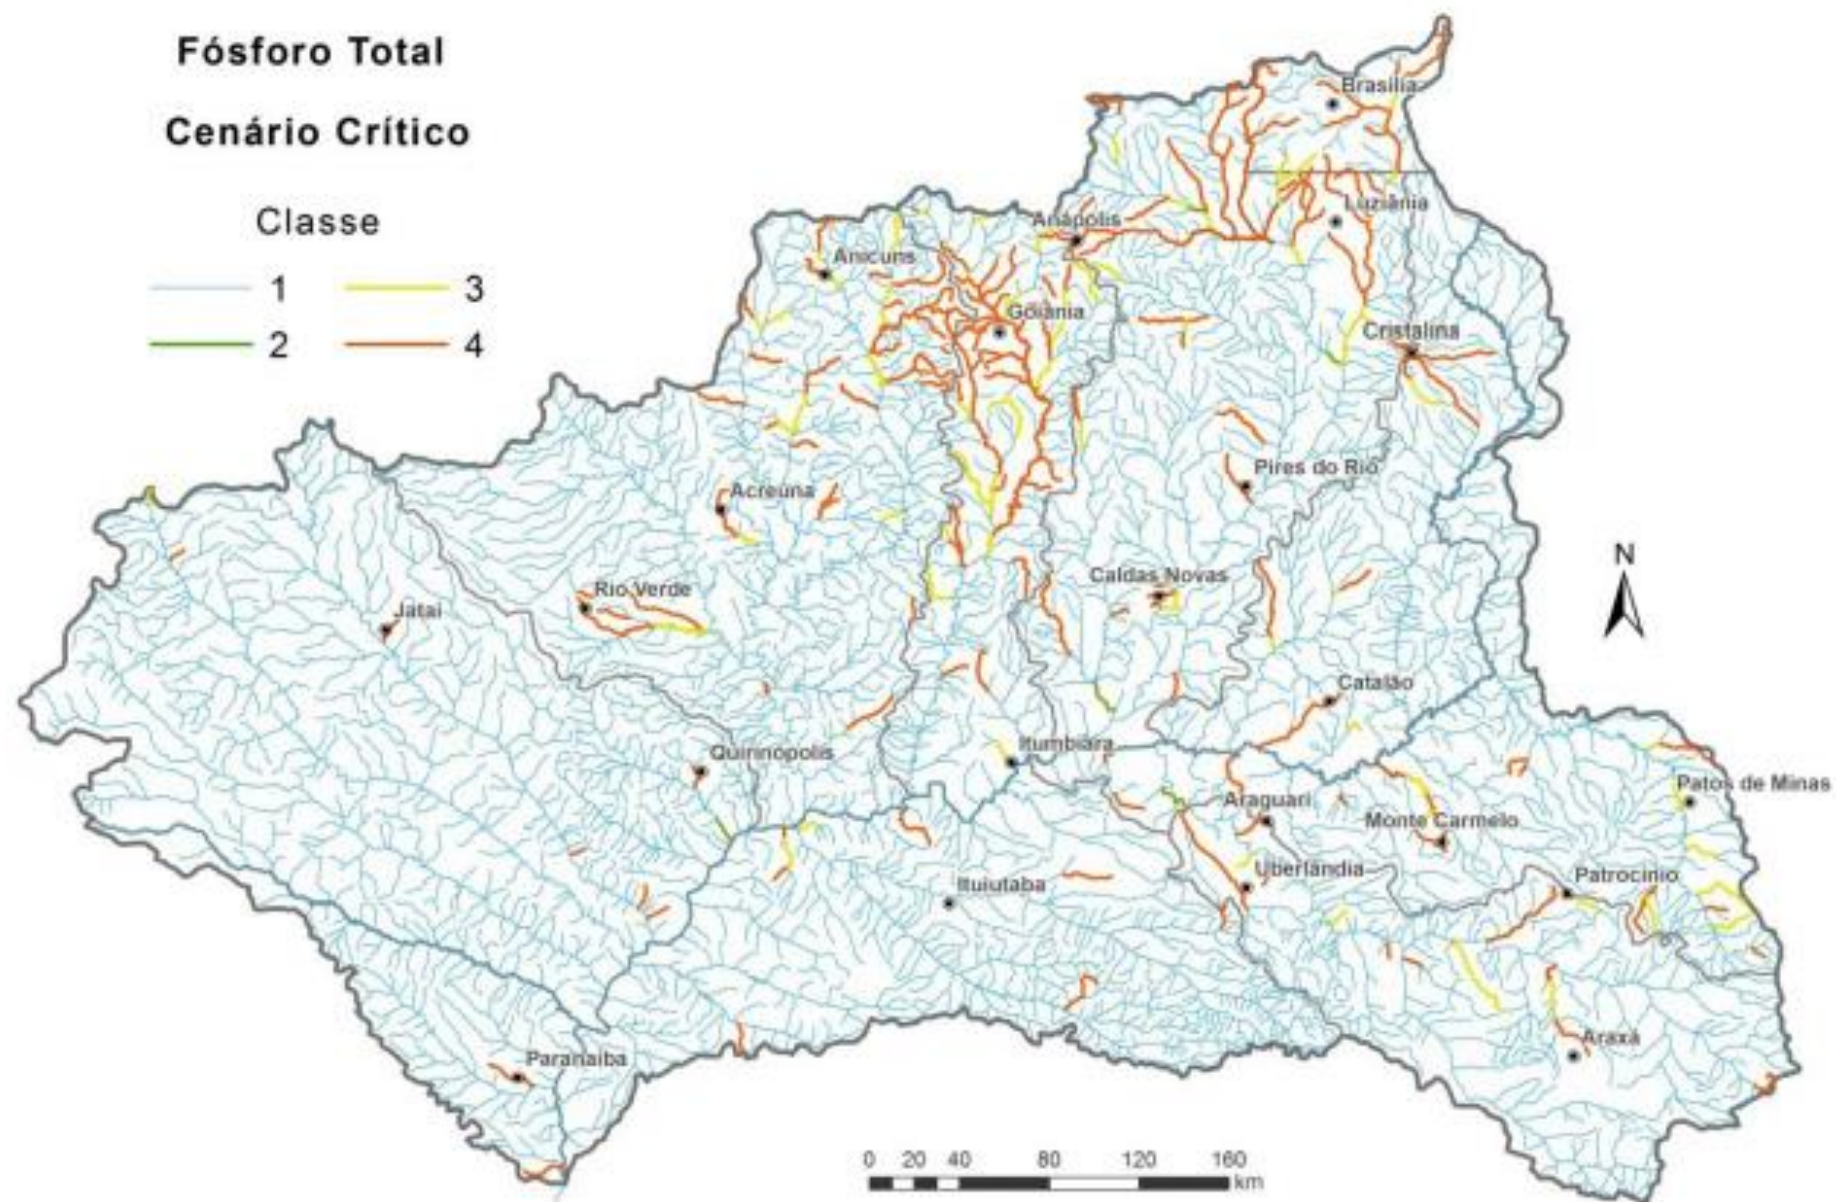 Fósforo Total
Cenário Crítico
Classe
1
3
2
4
Brasília
Luziânia
Anápolis
Anicuns
Goiânia
Cristalina
Pires do Rio
Acreúna
N
Caldas Novas
Rio Verde
Jataí
Catalão
Itumbiara
Quirinópolis
Patos de Minas
Araguari
Monte Carmelo
Uberlândia
Patrocínio
Ituiutaba
Araxá
Paranaíba
0 20 40 80 120 160
km